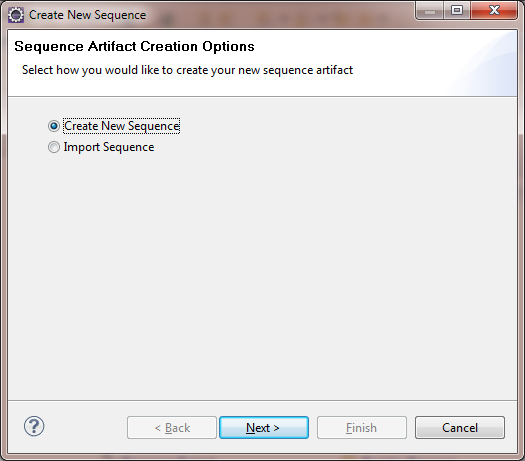 Create New Sequence
Sequence Artifact Creation Options
Select how you would like to create your new sequence artifact
Create New Sequence
Import Sequence
? < Back Next > Finish Cancel